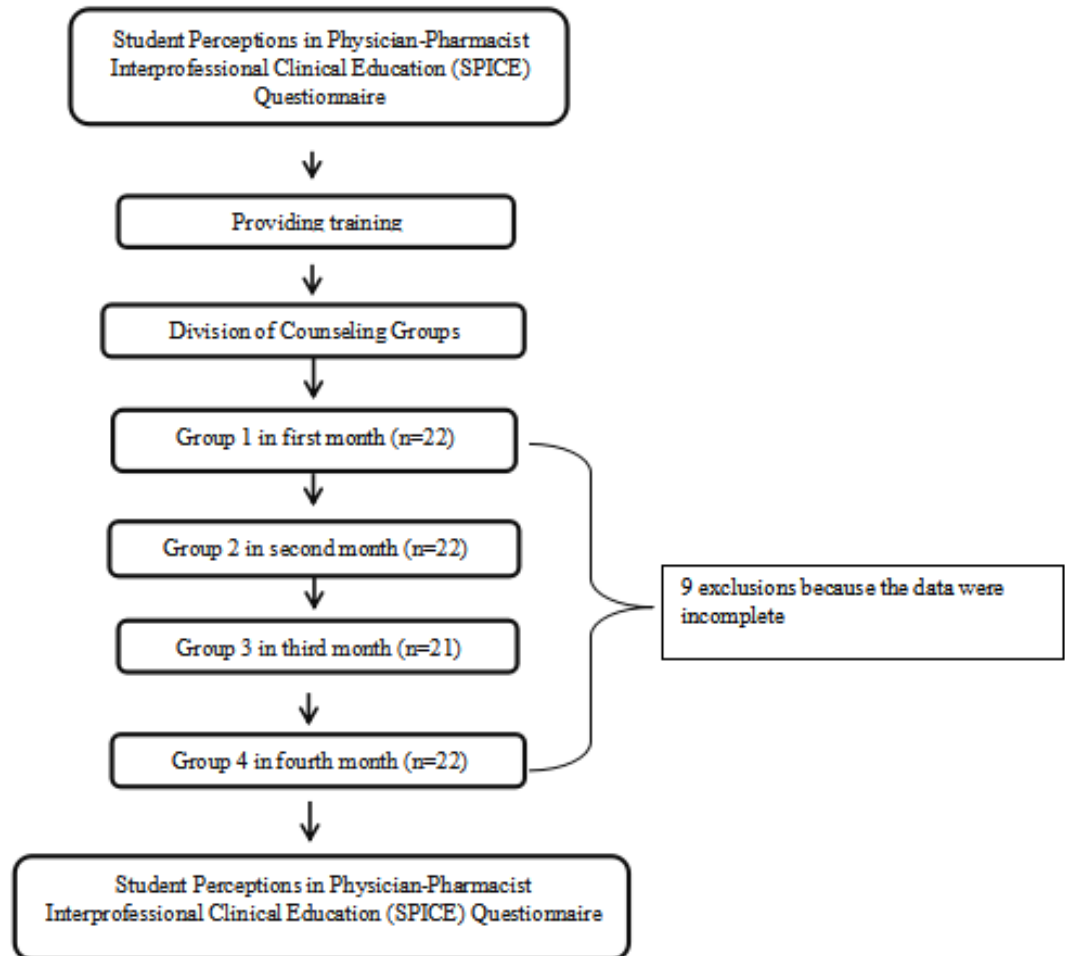 Student Perceptions in Physician-Pharmacist
Interprofessional Clinical Education (SPICE)
Questionnaire
Providing training
Division of Counseling Groups
Group 1 in first month (n=22)
Group 2 in second month (n=22)
Group 3 in third month (n=21)
Group 4 in fourth month (n=22)
9 exclusions because the data were
incomplete
Student Perceptions in Physician-Pharmacist
Interprofessional Clinical Education (SPICE) Questionnaire